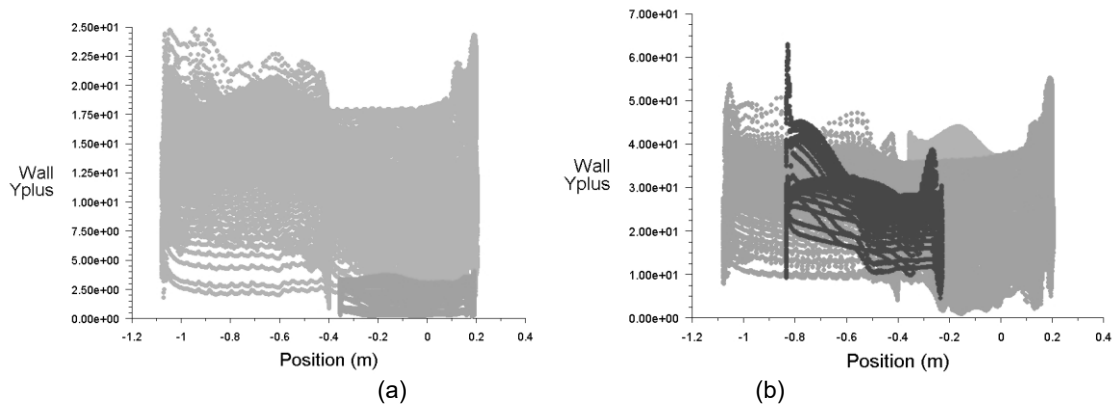 2.50e+01
2.25e+01
2.00e+01
1.75e+01
1.50e+01
Wall
Yplus
1.25e+01
1.00e+01
7.50e+00
5.00e+00
2.50e+00
0.00e+00
-1.2 -1 -0.8 -0.6 -0.4 -0.2 0 0.2 0.4
Position (m)
(a)
7.00e+01
6.00e+01
5.00e+01
4.00e+01
Wall
Yplus
3.00e+01
2.00e+01
1.00e+01
0.00e+00
-1.2 -1 -0.8 -0.6 -0.4 -0.2 0 0.2 0.4
Position (m)
(b)